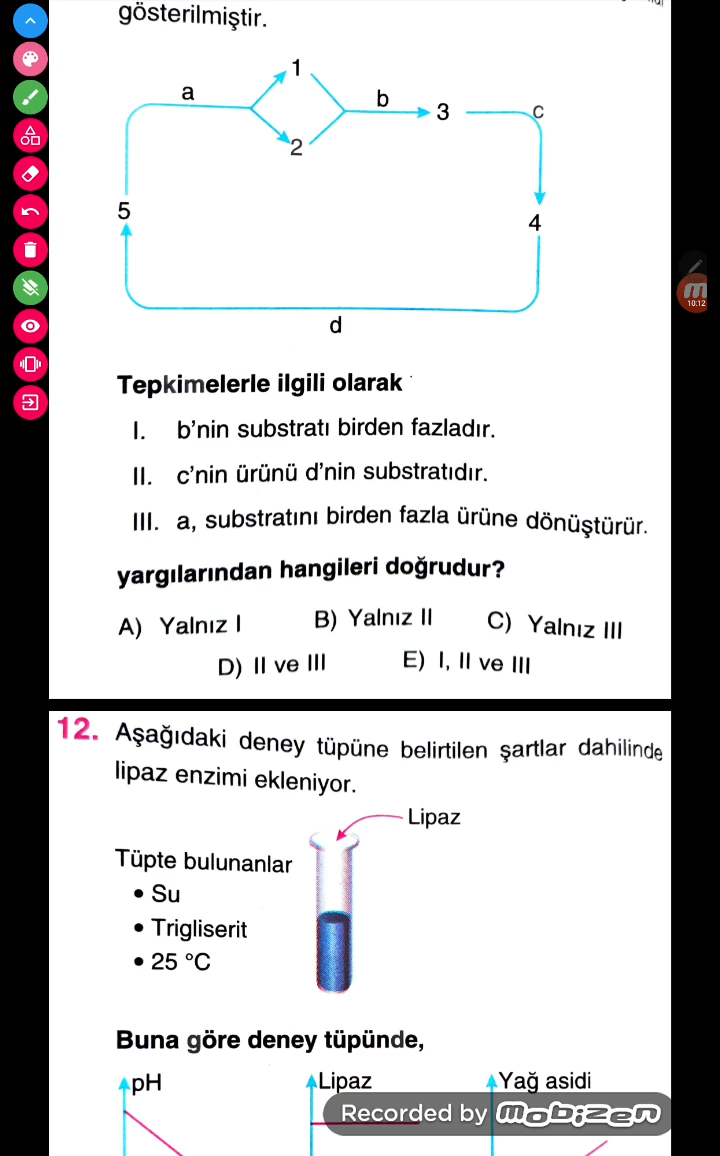 gösterilmiştir.
1
a
b
2
3
c
5
4
d
Tepkimelerle ilgili olarak
I. b'nin substratı birden fazladır.
II. c'nin ürünü d'nin substratıdır.
III. a, substratını birden fazla ürüne dönüştürür.
yargılarından hangileri doğrudur?
A) Yalnız I B) Yalnız II C) Yalnız III
D) II ve III E) I, II ve III
12. Aşağıdaki deney tüpüne belirtilen şartlar dahilinde
lipaz enzimi ekleniyor.
Lipaz
Tüpte bulunanlar
• Su
• Trigliserit
• 25 °C
Buna göre deney tüpünde,
pH Lipaz Yağ asidi
Recorded by mobizen
10:12